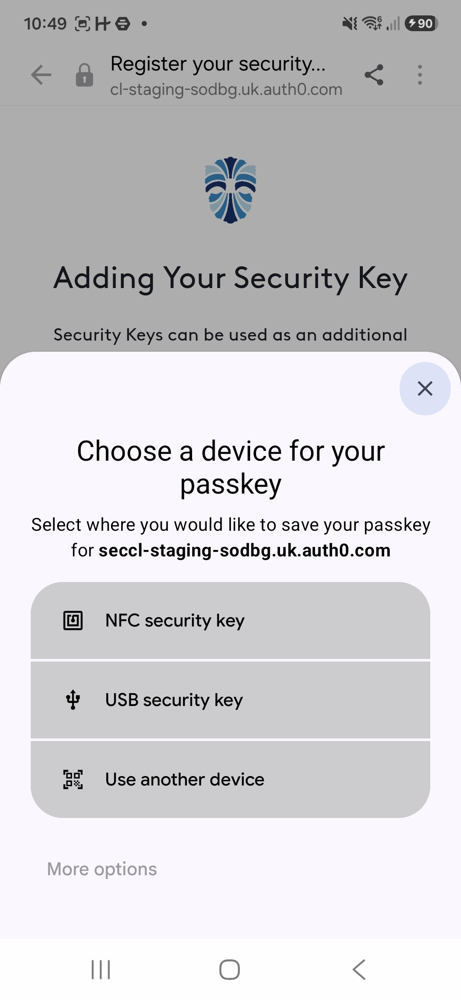 10:49
6
90
Register your security...
cl-staging-sodbg.uk.auth0.com
Adding Your Security Key
Security Keys can be used as an additional
Choose a device for your
passkey
Select where you would like to save your passkey
for seccl-staging-sodbg.uk.auth0.com
NFC security key
USB security key
Use another device
More options